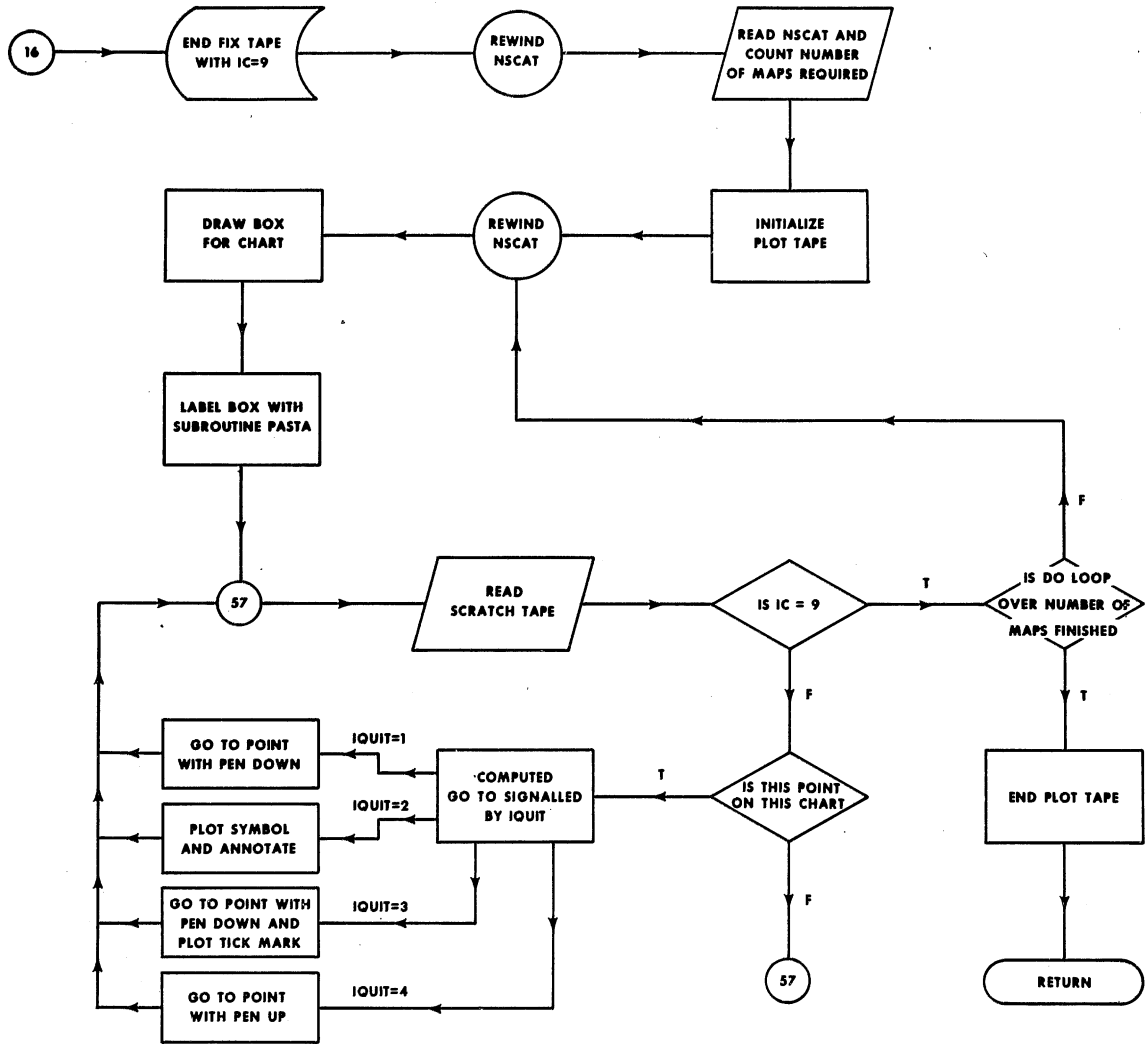 16
END FIX TAPE
WITH IC=9
REWIND
NSCAT
READ NSCAT AND
COUNT NUMBER
OF MAPS REQUIRED
DRAW BOX
FOR CHART
REWIND
NSCAT
INITIALIZE
PLOT TAPE
LABEL BOX WITH
SUBROUTINE PASTA
F
57
READ
SCRATCH TAPE
IS IC = 9
T
IS DO LOOP
OVER NUMBER OF
MAPS FINISHED
F
T
GO TO POINT
WITH PEN DOWN
IQUIT=1
COMPUTED
GO TO SIGNALLED
BY IQUIT
T
IS THIS POINT
ON THIS CHART
END PLOT TAPE
PLOT SYMBOL
AND ANNOTATE
IQUIT=2
GO TO POINT WITH
PEN DOWN AND
PLOT TICK MARK
IQUIT=3
F
GO TO POINT
WITH PEN UP
IQUIT=4
57
RETURN